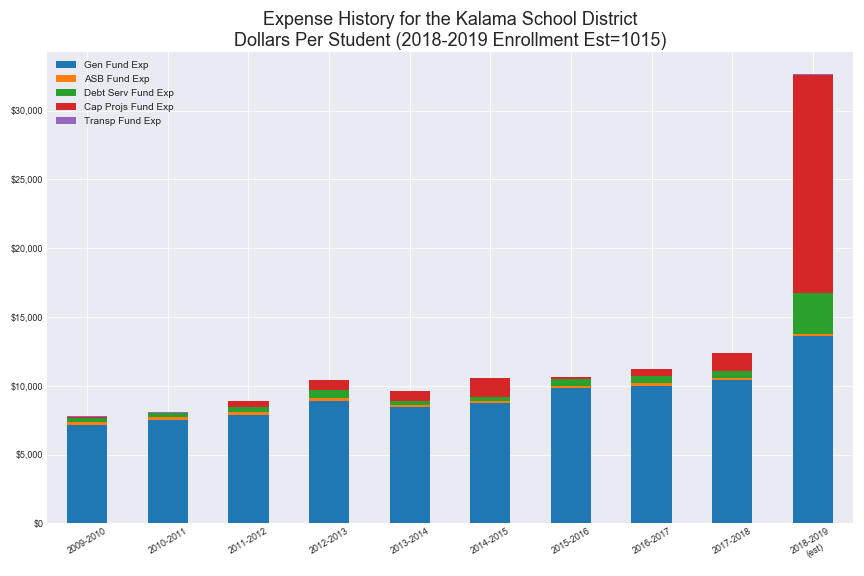 Expense History for the Kalama School District
Dollars Per Student (2018-2019 Enrollment Est=1015)
Gen Fund Exp
ASB Fund Exp
Debt Serv Fund Exp
Cap Projs Fund Exp
Transp Fund Exp
$30,000
$25,000
$20,000
$15,000
$10,000
$5,000
$0
2009-2010
2010-2011
2011-2012
2012-2013
2013-2014
2014-2015
2015-2016
2016-2017
2017-2018
2018-2019
(est)